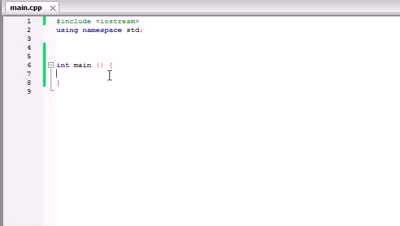 main.cpp
1 #include <iostream>
2 using namespace std;
3
4
5
6 int main () {
7
8 }
9